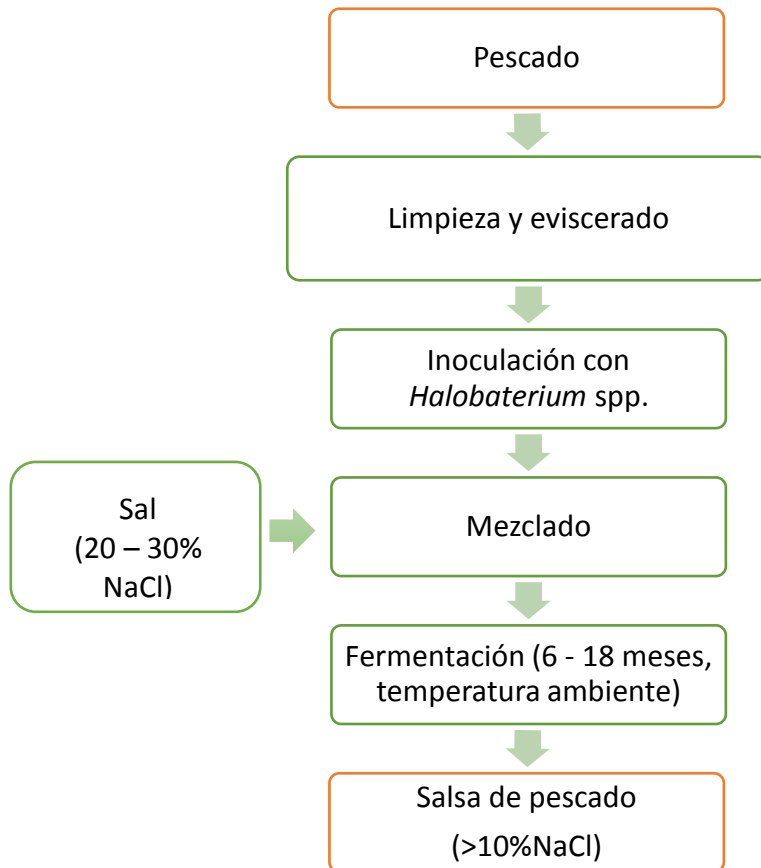 Pescado
Limpieza y eviscerado
Inoculación con
Halobaterium spp.
Sal
(20 – 30%
NaCl)
Mezclado
Fermentación (6 - 18 meses,
temperatura ambiente)
Salsa de pescado
(>10%NaCl)